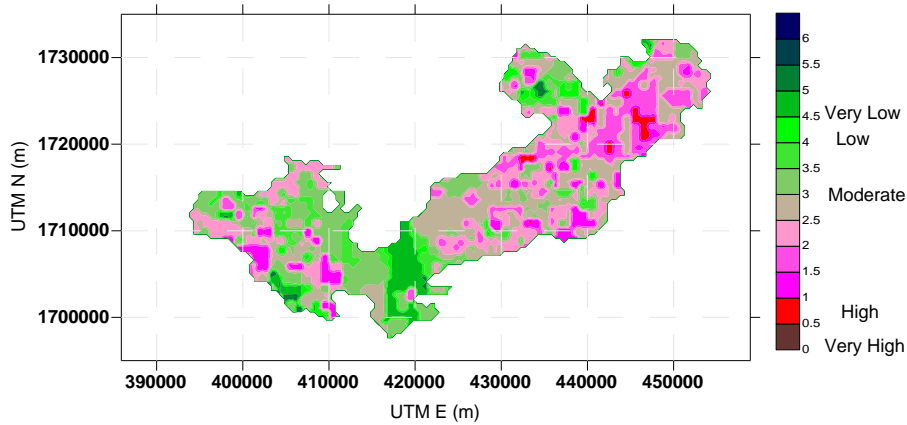 1730000
1720000
1710000
1700000
UTM N (m)
390000 400000 410000 420000 430000 440000 450000
UTM E (m)
6
5.5
5
4.5
4
3.5
3
2.5
2
1.5
1
0.5
0
Very Low
Low
Moderate
High
Very High